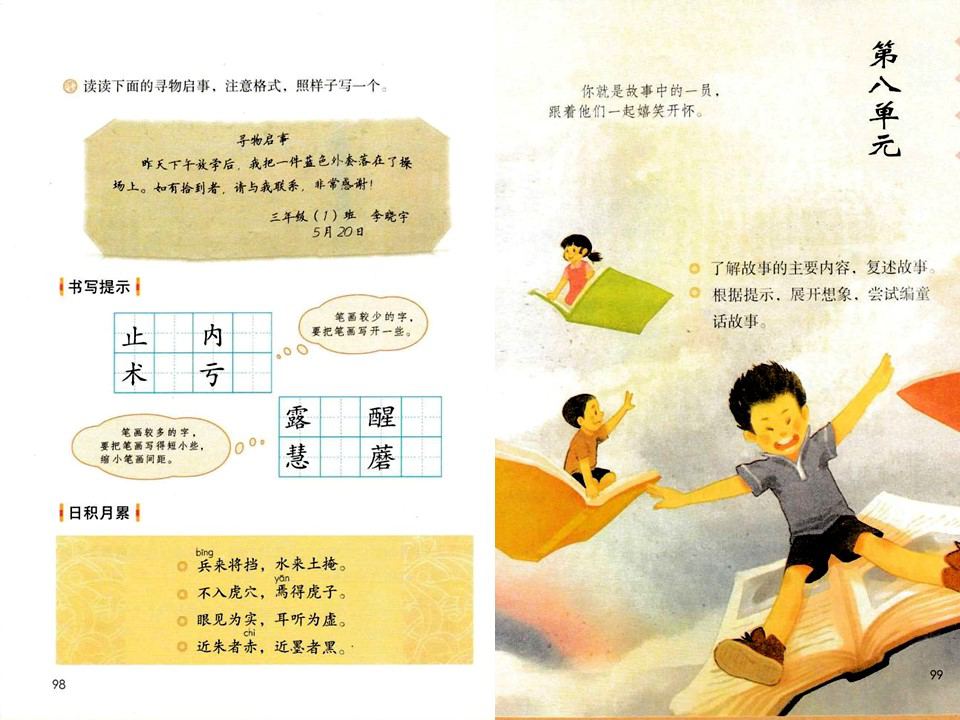 读读下面的寻物启事，注意格式，照样子写一个。
寻物启事
昨天下午放学后，我把一件蓝色外套落在了操
场上。如有拾到者，请与我联系，非常感谢！
三年级（1）班 李晓宇
5月20日
书写提示
笔画较少的字，
要把笔画写开一些。
止 内
术 亏
笔画较多的字，
要把笔画写得短小些，
缩小笔画间距。
露 醒
慧 蘑
日积月累
bīng
兵来将挡，水来土掩。
yān
不入虎穴，焉得虎子。
眼见为实，耳听为虚。
chì
近朱者赤，近墨者黑。
98
第八单元
你就是故事中的一员，
跟着他们一起嬉笑开怀。
了解故事的主要内容，复述故事。
根据提示，展开想象，尝试编童
话故事。
99